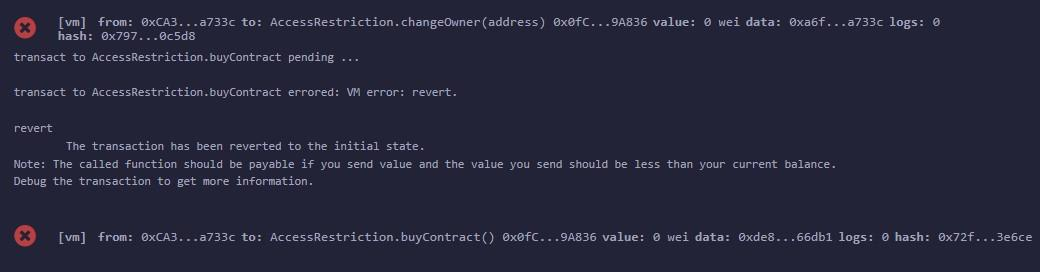 [vm] from: 0xCA3...a733c to: AccessRestriction.changeOwner(address) 0x0fC...9A836 value: 0 wei data: 0xa6f...a733c logs: 0
hash: 0x797...0c5d8
transact to AccessRestriction.buyContract pending ...
transact to AccessRestriction.buyContract errored: VM error: revert.
revert
The transaction has been reverted to the initial state.
Note: The called function should be payable if you send value and the value you send should be less than your current balance.
Debug the transaction to get more information.
[vm] from: 0xCA3...a733c to: AccessRestriction.buyContract() 0x0fC...9A836 value: 0 wei data: 0xde8...66db1 logs: 0 hash: 0x72f...3e6ce